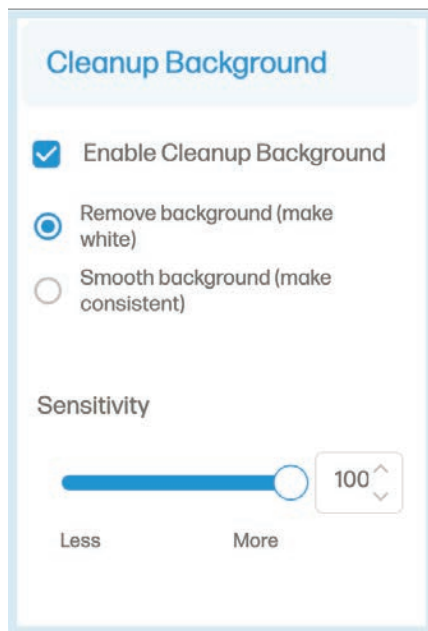 Cleanup Background
Enable Cleanup Background
Remove background (make
white)
Smooth background (make
consistent)
Sensitivity
100
Less More